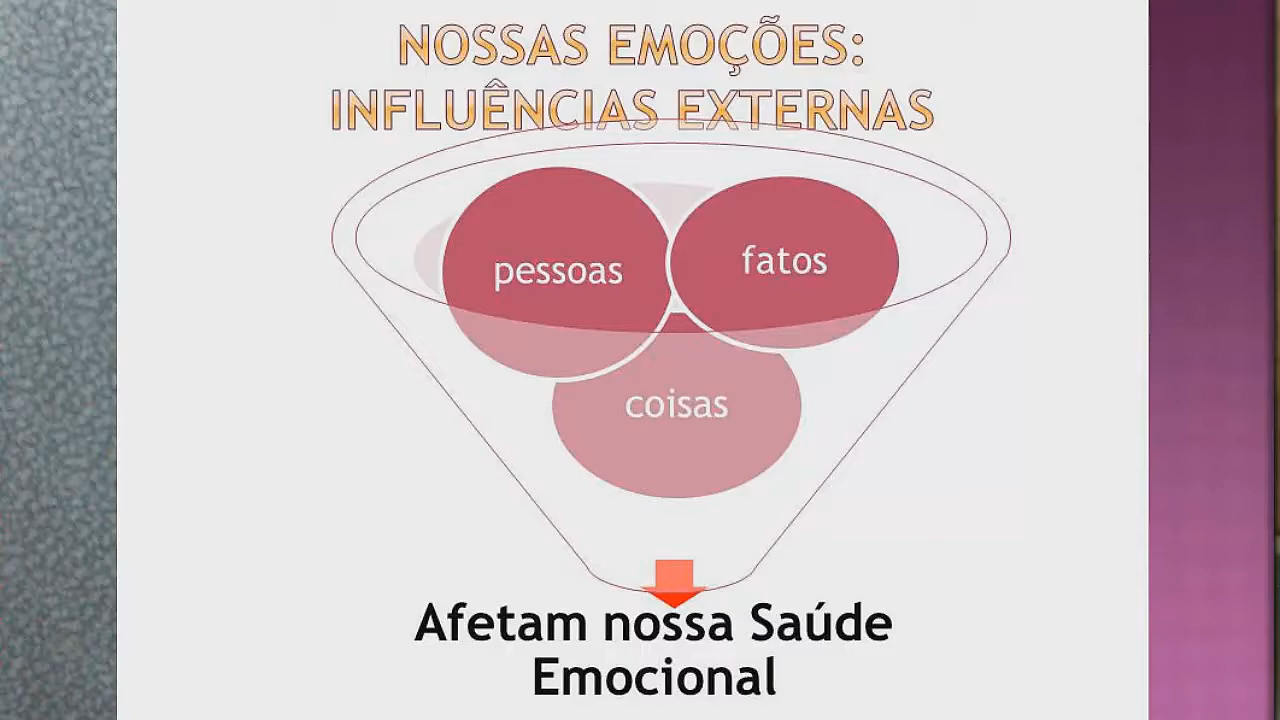 NOSSAS EMOÇÕES:
INFLUÊNCIAS EXTERNAS
pessoas
fatos
coisas
Afetam nossa Saúde
Emocional